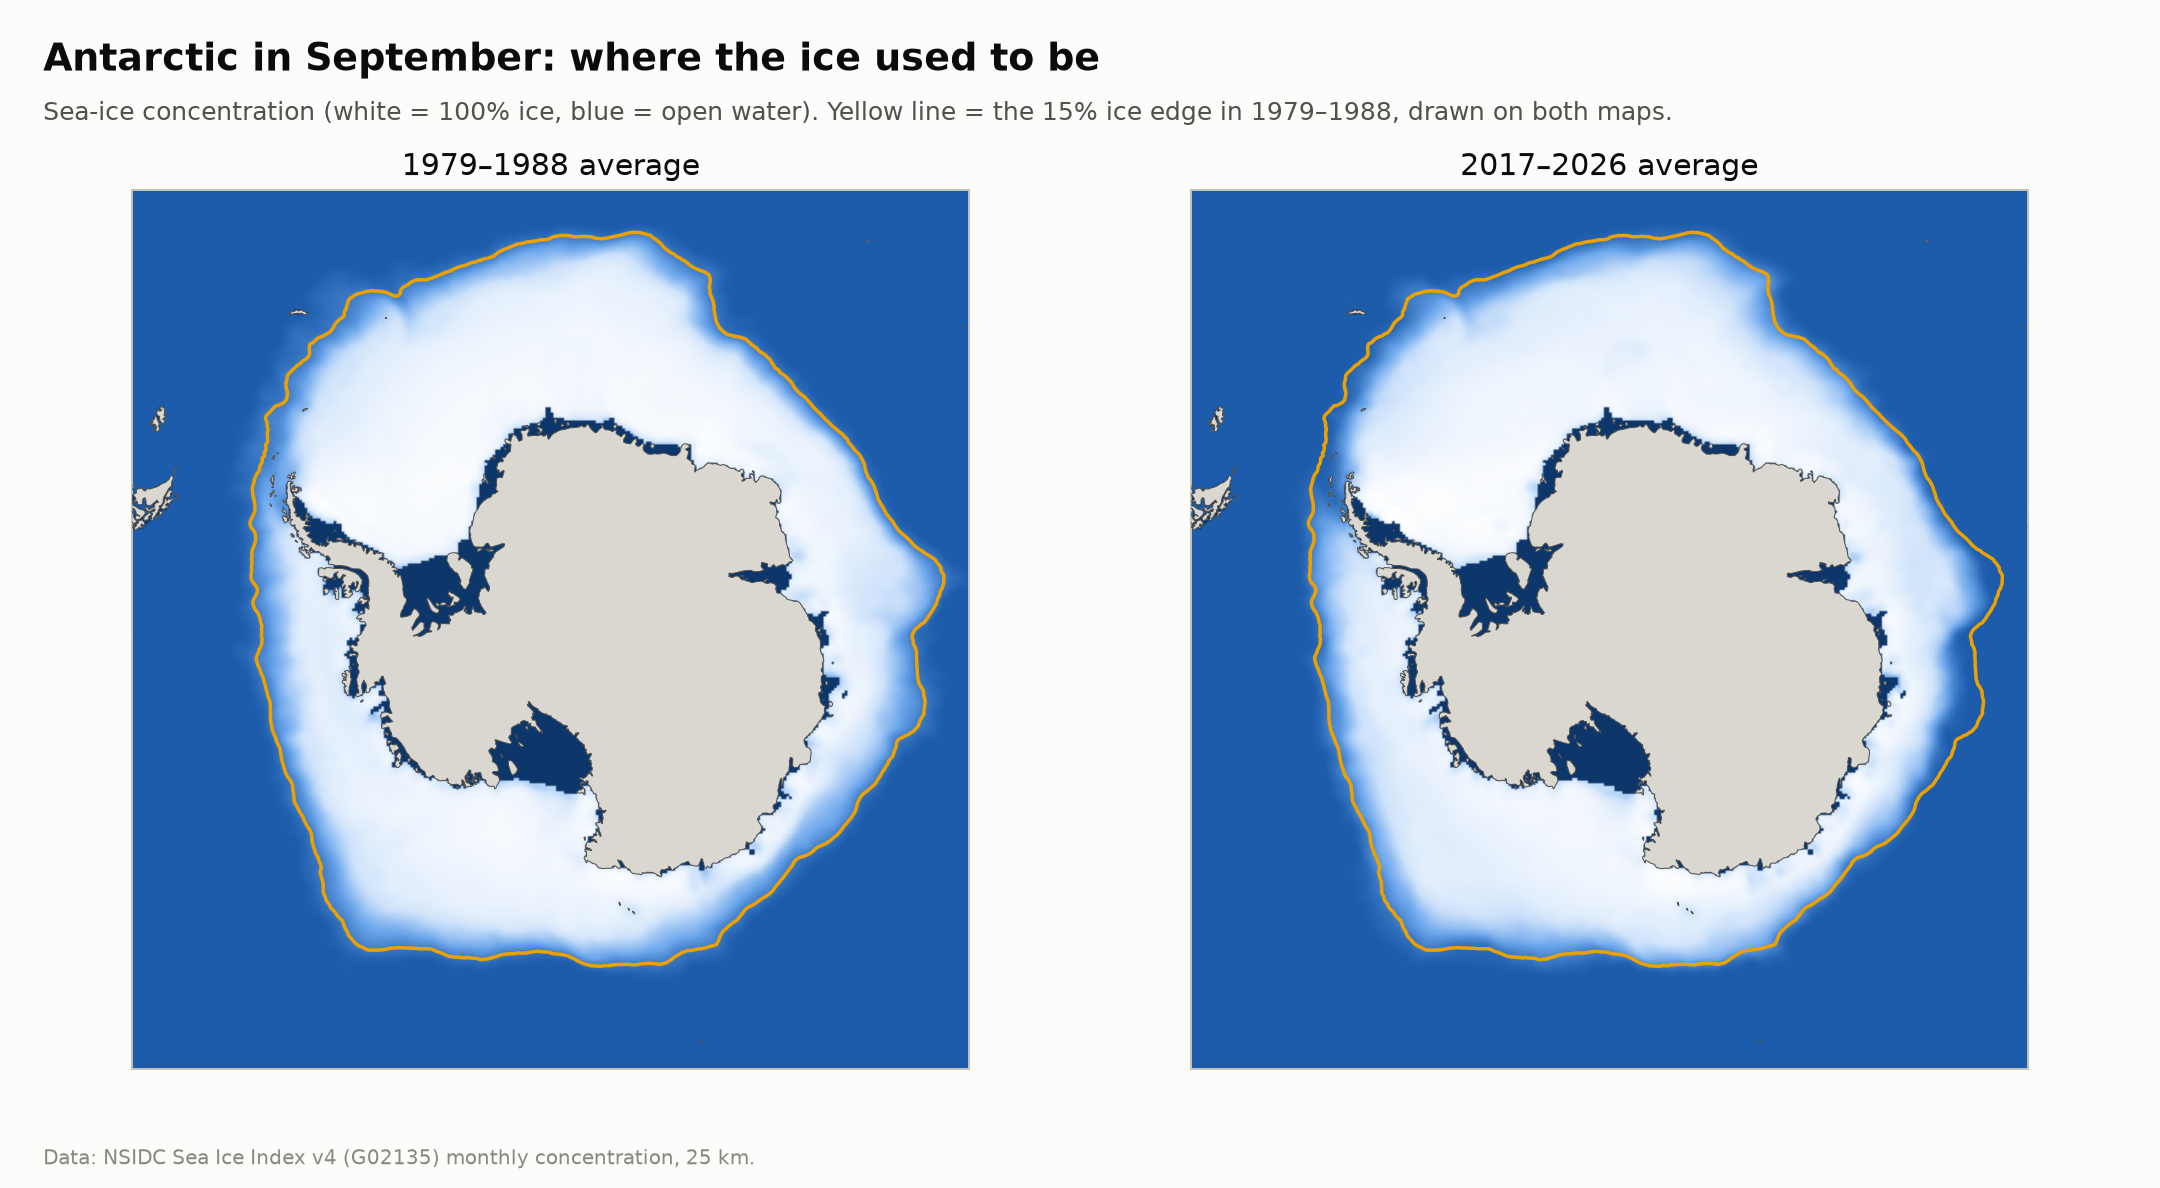 Antarctic in September: where the ice used to be
Sea-ice concentration (white = 100% ice, blue = open water). Yellow line = the 15% ice edge in 1979–1988, drawn on both maps.
1979–1988 average
2017–2026 average
Data: NSIDC Sea Ice Index v4 (G02135) monthly concentration, 25 km.